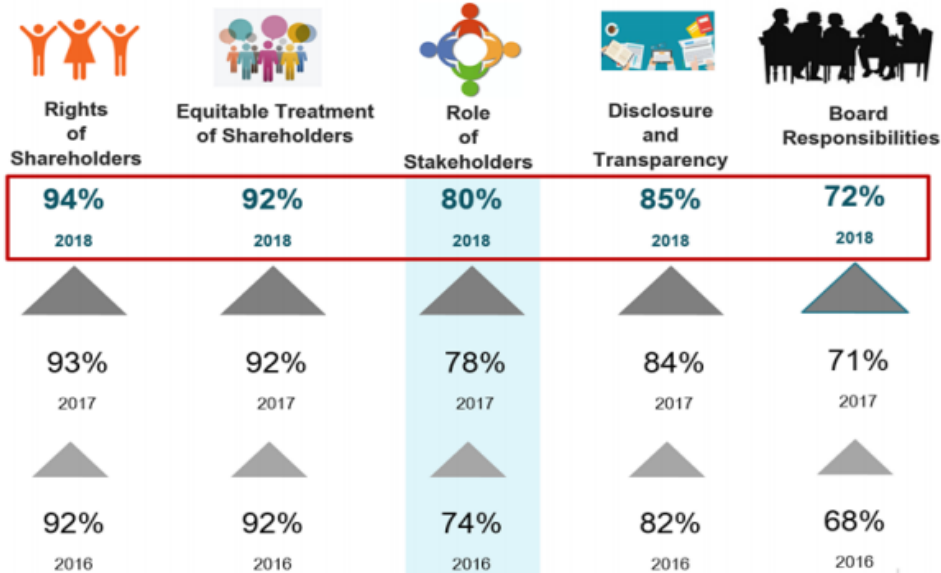 Rights
of
Shareholders
Equitable Treatment
of Shareholders
Role
of
Stakeholders
Disclosure
and
Transparency
Board
Responsibilities
94% 92% 80% 85% 72%
2018 2018 2018 2018 2018
93% 92% 78% 84% 71%
2017 2017 2017 2017 2017
92% 92% 74% 82% 68%
2016 2016 2016 2016 2016